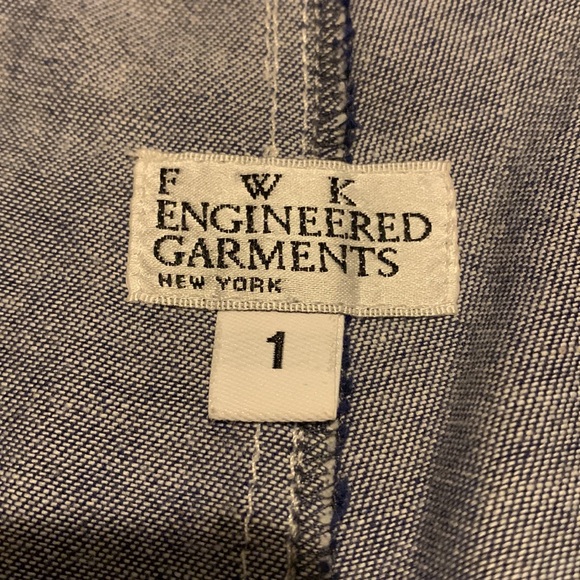 F W K
ENGINEERED
GARMENTS
NEW YORK
1